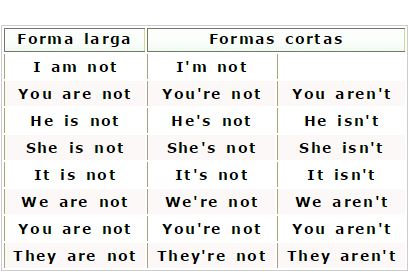 Forma larga Formas cortas
I am not I'm not
You are not You're not You aren't
He is not He's not He isn't
She is not She's not She isn't
It is not It's not It isn't
We are not We're not We aren't
You are not You're not You aren't
They are not They're not They aren't